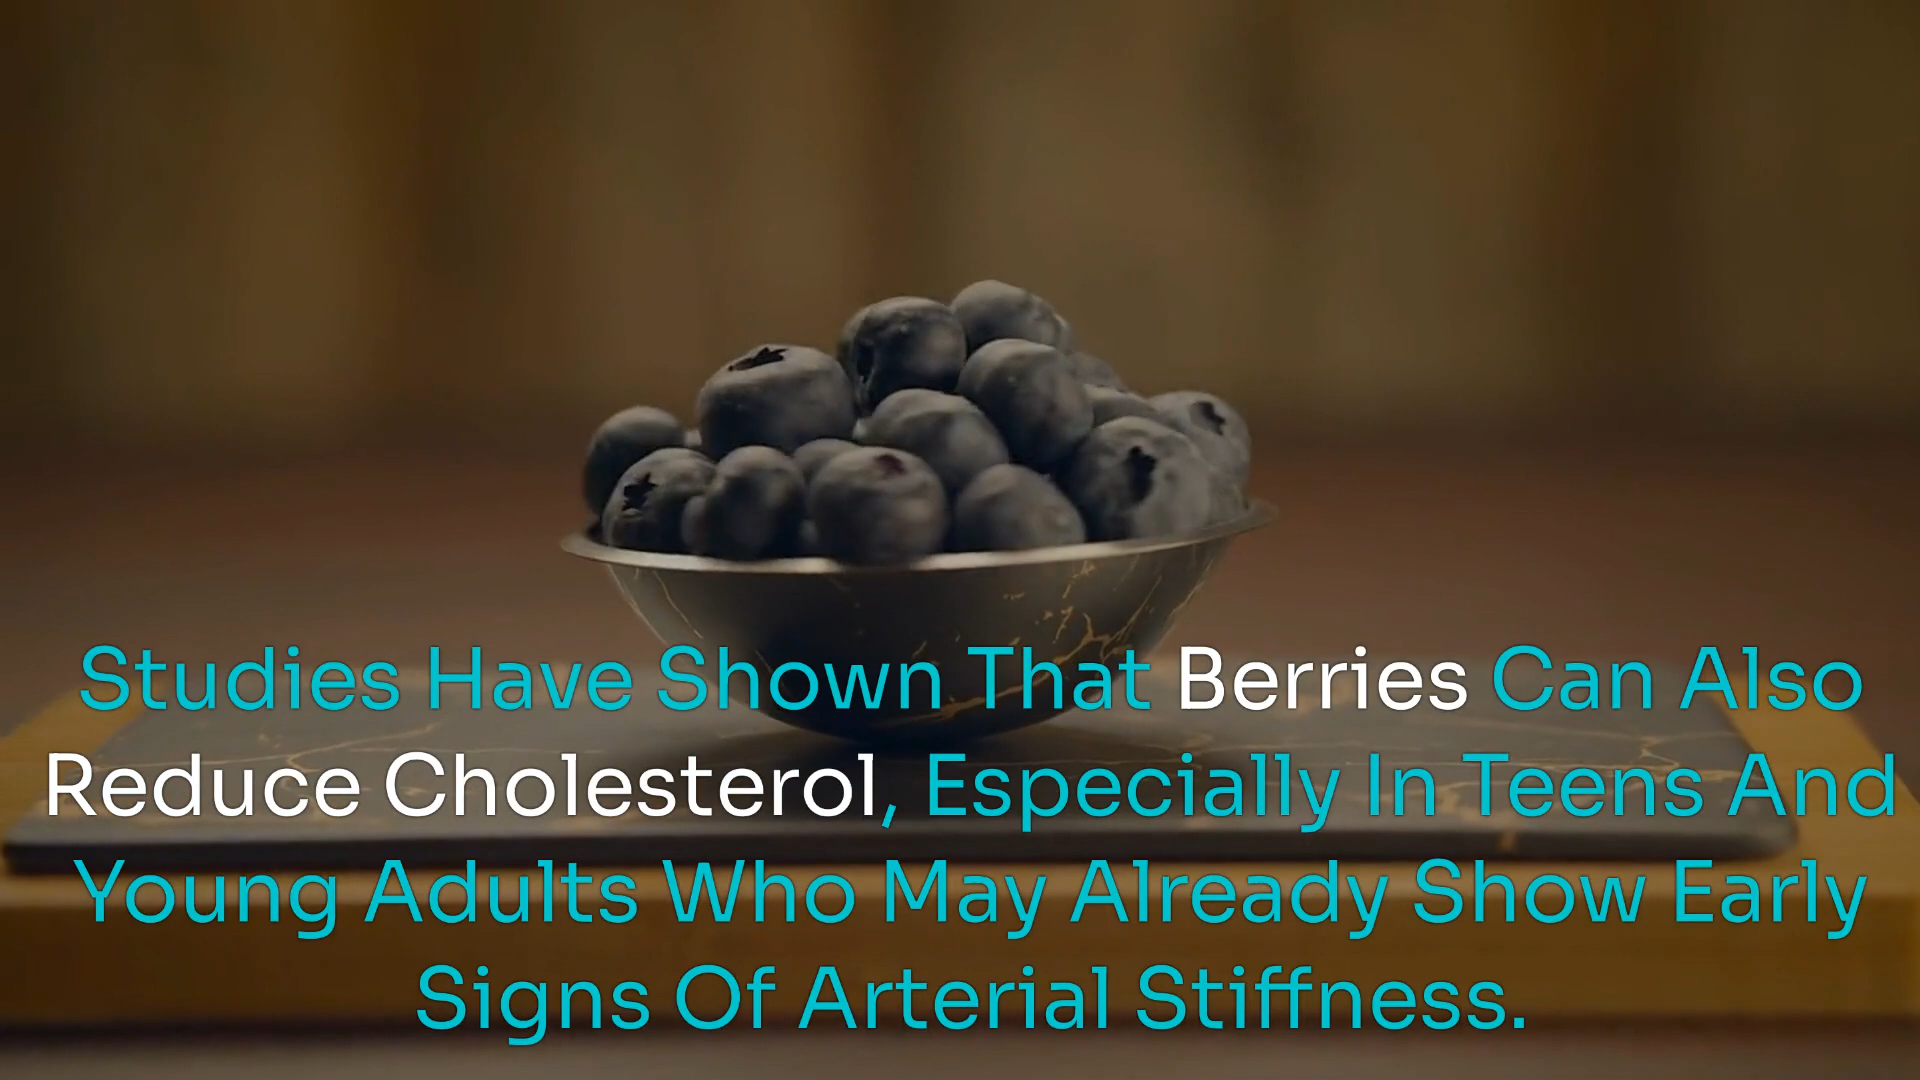 Studies Have Shown That Berries Can Also
Reduce Cholesterol, Especially In Teens And
Young Adults Who May Already Show Early
Signs Of Arterial Stiffness.